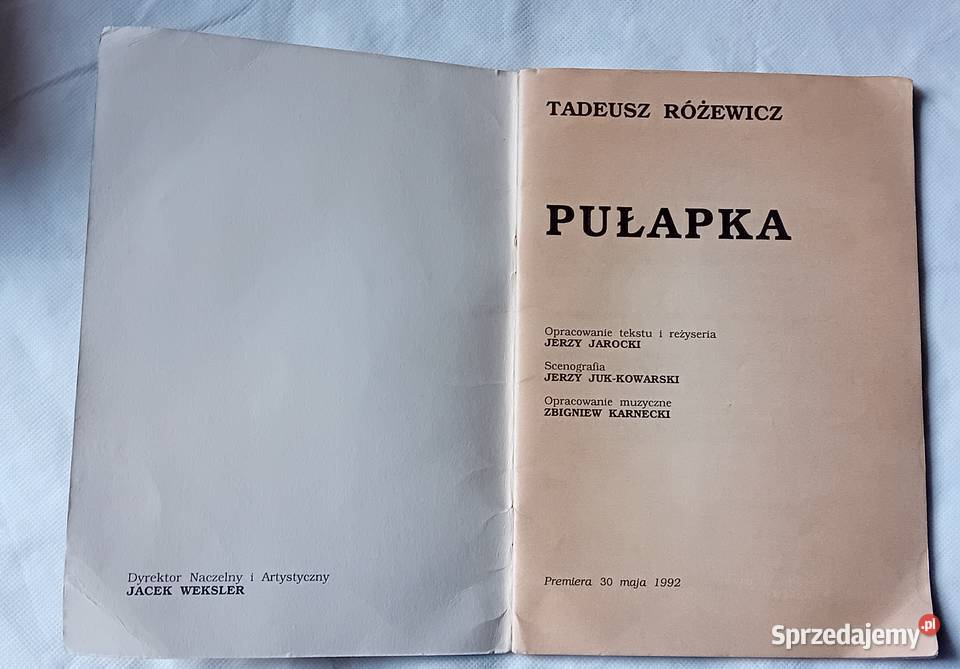 Dyrektor Naczelny i Artystyczny
JACEK WEKSLER
TADEUSZ RÓŻEWICZ
PUŁAPKA
Opracowanie tekstu i reżyseria
JERZY JAROCKI
Scenografia
JERZY JUK-KOWARSKI
Opracowanie muzyczne
ZBIGNIEW KARNECKI
Premiera 30 maja 1992
Sprzedajemy.pl